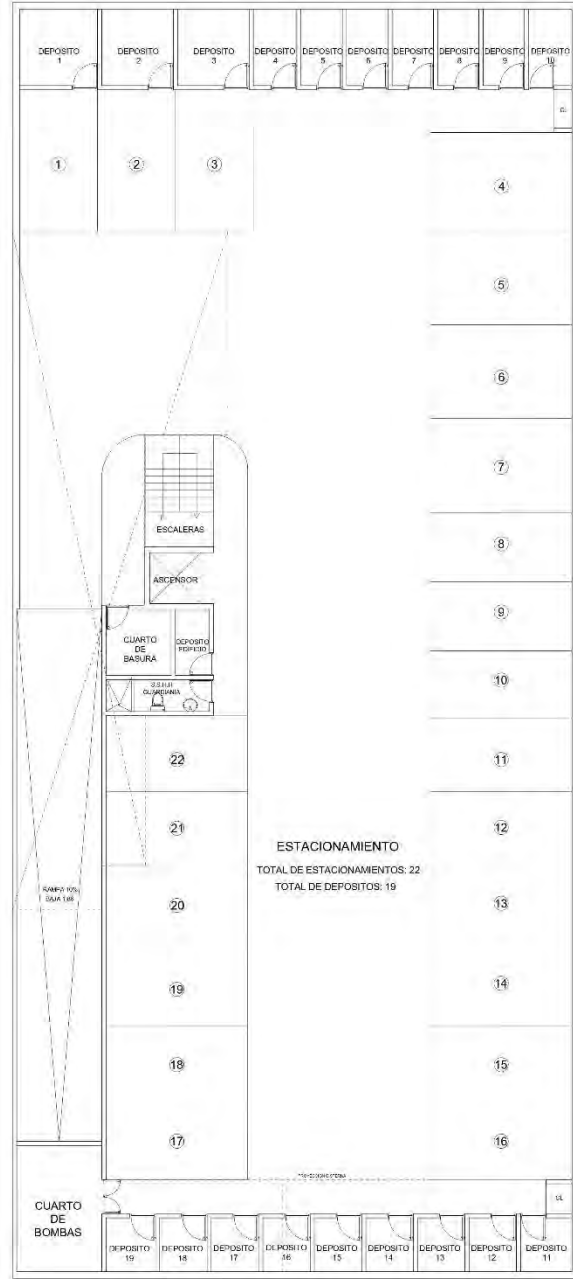 DEPOSITO
1
DEPOSITO
2
DEPOSITO
3
DEPOSITO
4
DEPOSITO
5
DEPOSITO
6
DEPOSITO
7
DEPOSITO
8
DEPOSITO
9
DEPOSITO
10
1
2
3
4
5
6
7
8
9
10
11
12
13
14
15
16
ESCALERAS
ASCENSOR
CUARTO
DE
BASURA
DEPOSITO
EDIFICIO
S.S.H.H
GUARDIANIA
22
21
20
19
18
17
ESTACIONAMIENTO
TOTAL DE ESTACIONAMIENTOS: 22
TOTAL DE DEPOSITOS: 19
RAMPA 10%
CUARTO
DE
BOMBAS
DEPOSITO
19
DEPOSITO
18
DEPOSITO
17
DEPOSITO
16
DEPOSITO
15
DEPOSITO
14
DEPOSITO
13
DEPOSITO
12
DEPOSITO
11